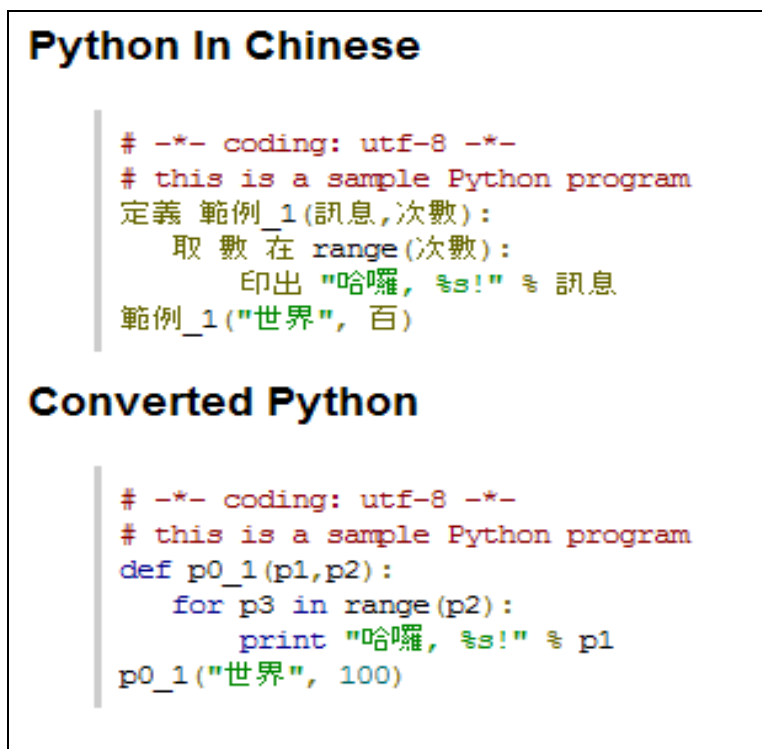 Python In Chinese
# -*- coding: utf-8 -*-
# this is a sample Python program
定義 範例_1(訊息,次數):
取 數 在 range(次數):
印出 "哈囉, %s!" % 訊息
範例_1("世界", 百)
Converted Python
# -*- coding: utf-8 -*-
# this is a sample Python program
def p0_1(p1,p2):
for p3 in range(p2):
print "哈囉, %s!" % p1
p0_1("世界", 100)